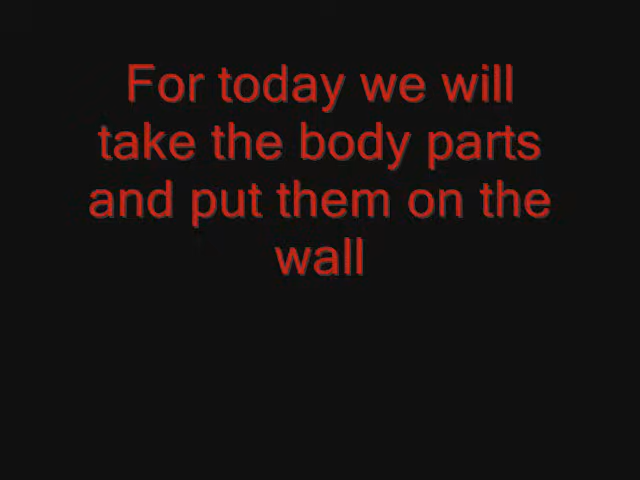 For today we will
take the body parts
and put them on the
wall